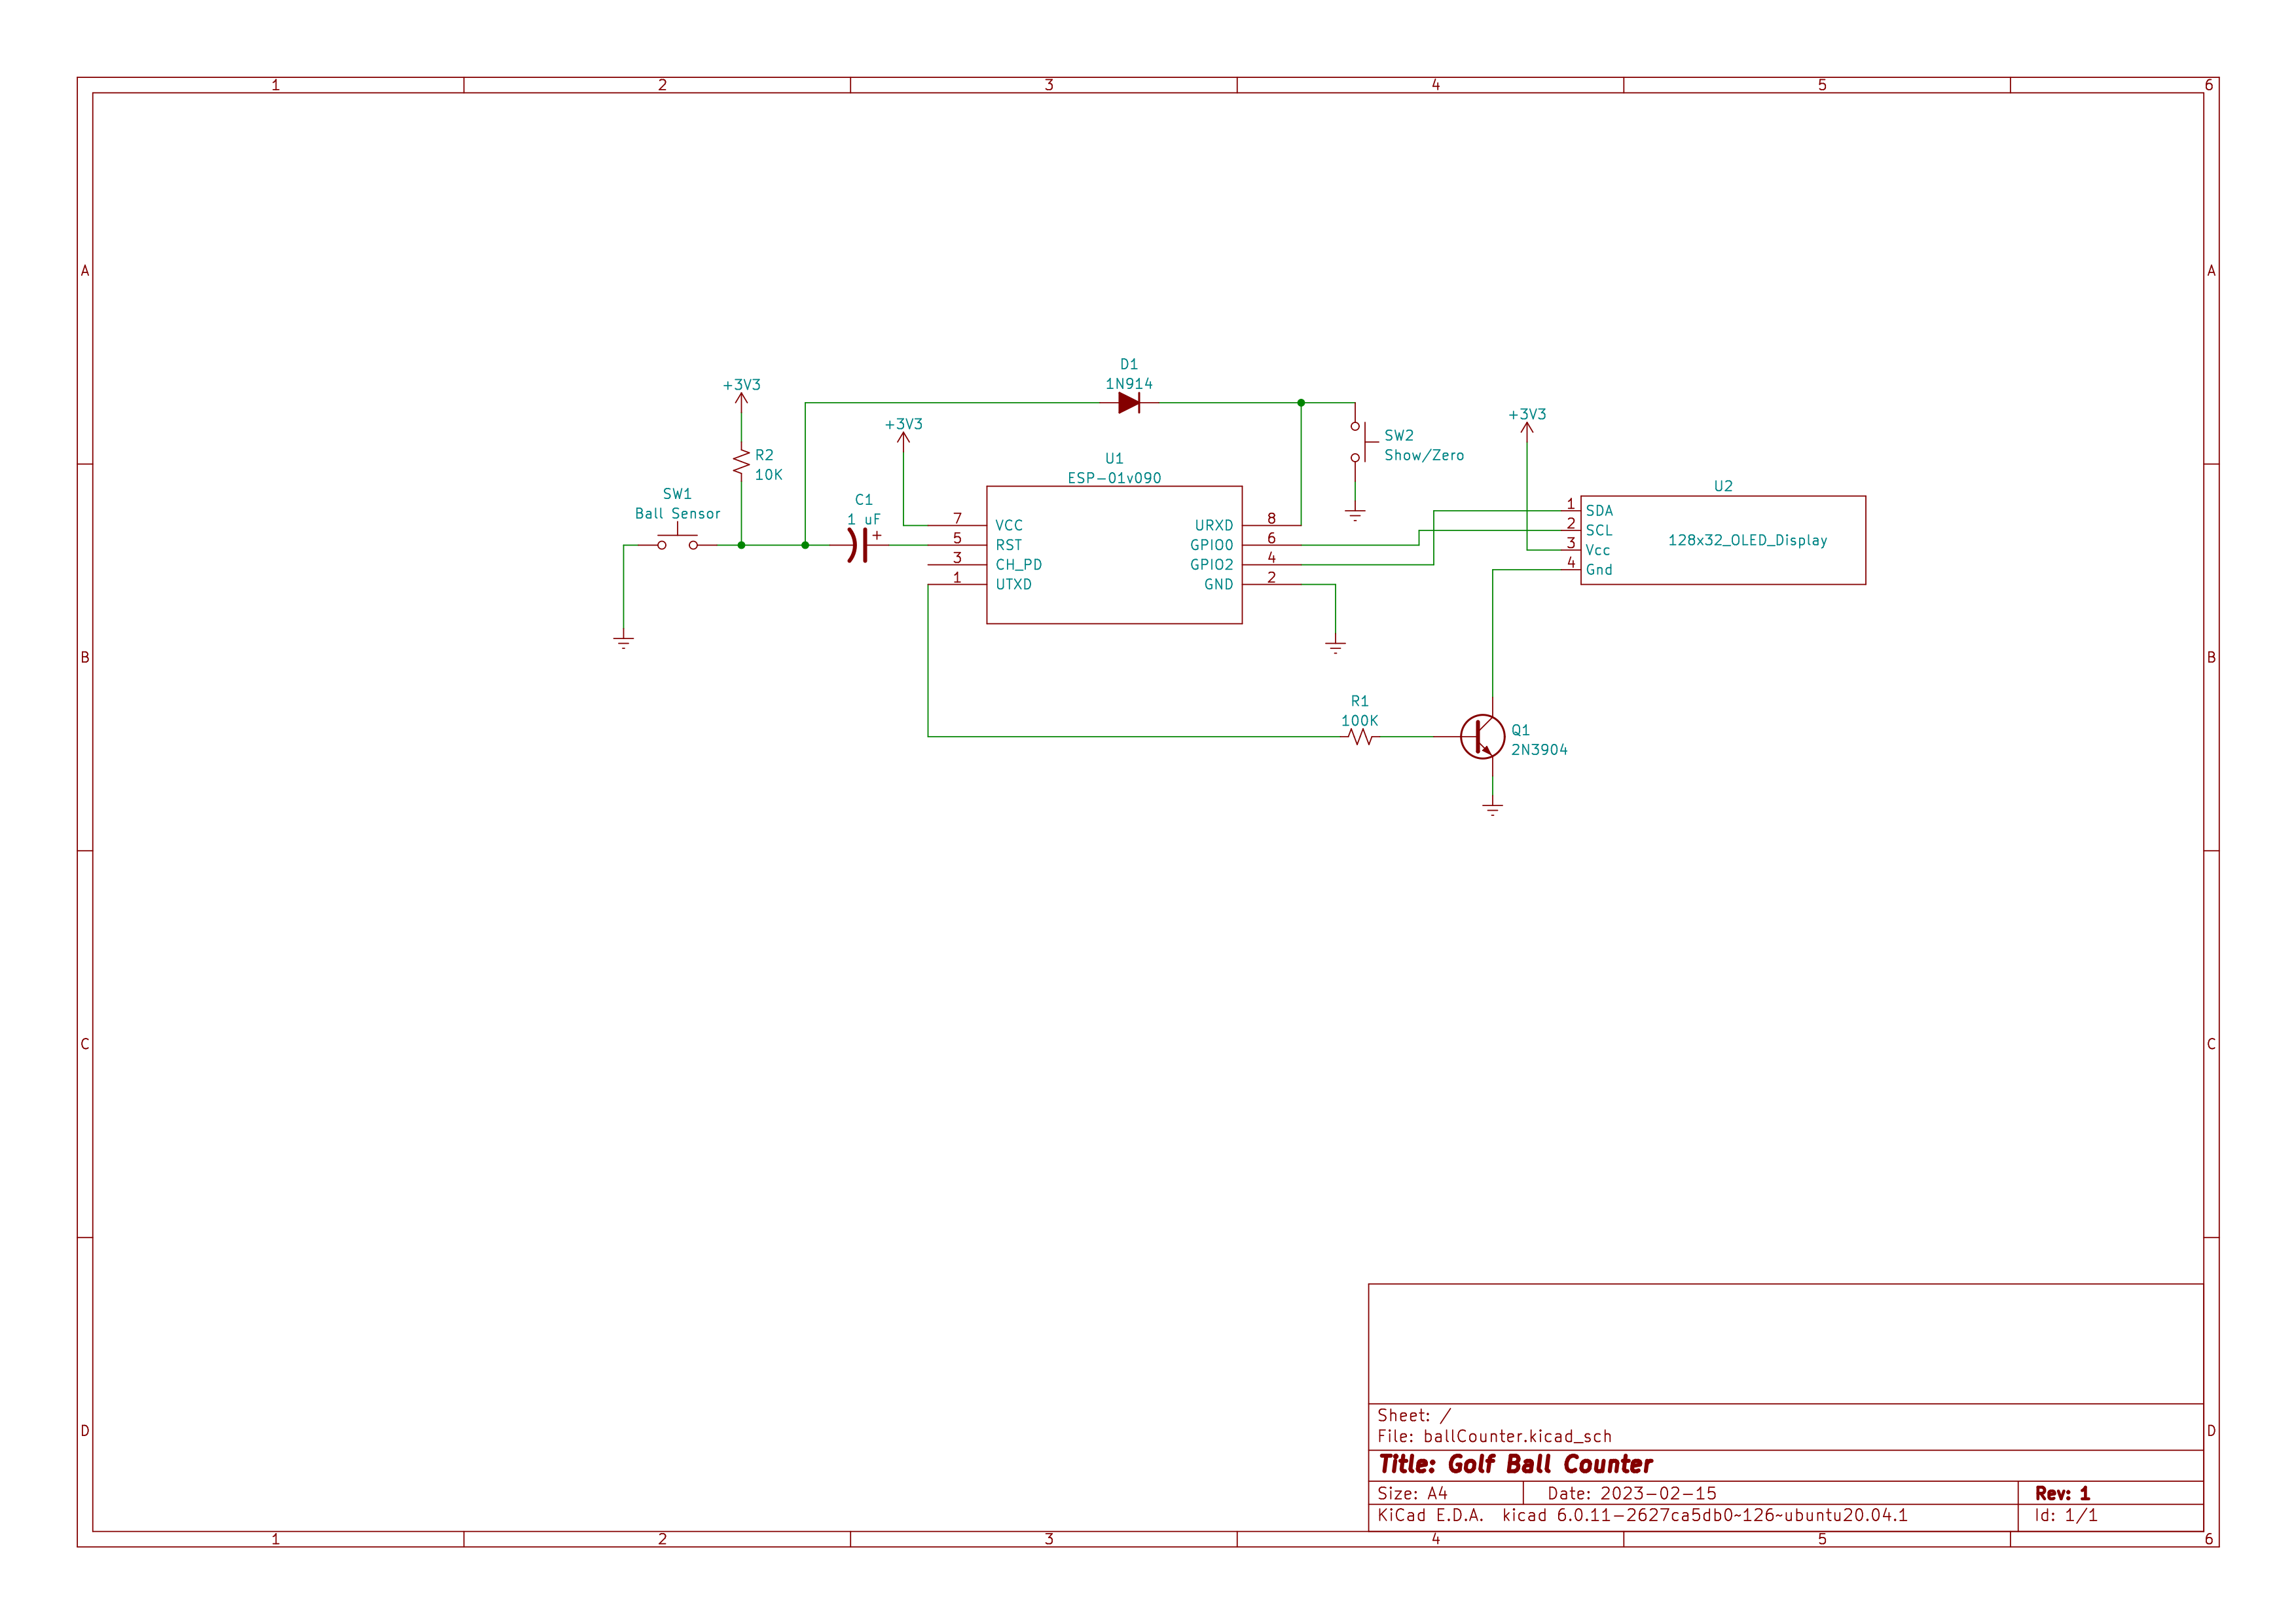 1 2 3 4 5 6
A A
B B
C C
D D
D1
1N914
+3V3
+3V3
+3V3
R2
10K
SW2
Show/Zero
U1
ESP-01v090
SW1
Ball Sensor
C1
1 uF
+
7 VCC
5 RST
3 CH_PD
1 UTXD
URXD 8
GPIO0 6
GPIO2 4
GND 2
U2
1 SDA
2 SCL
3 Vcc
4 Gnd
128x32_OLED_Display
R1
100K
Q1
2N3904
Sheet: /
File: ballCounter.kicad_sch
Title: Golf Ball Counter
Size: A4 Date: 2023-02-15 Rev: 1
KiCad E.D.A. kicad 6.0.11-2627ca5db0~126~ubuntu20.04.1 Id: 1/1
1 2 3 4 5 6